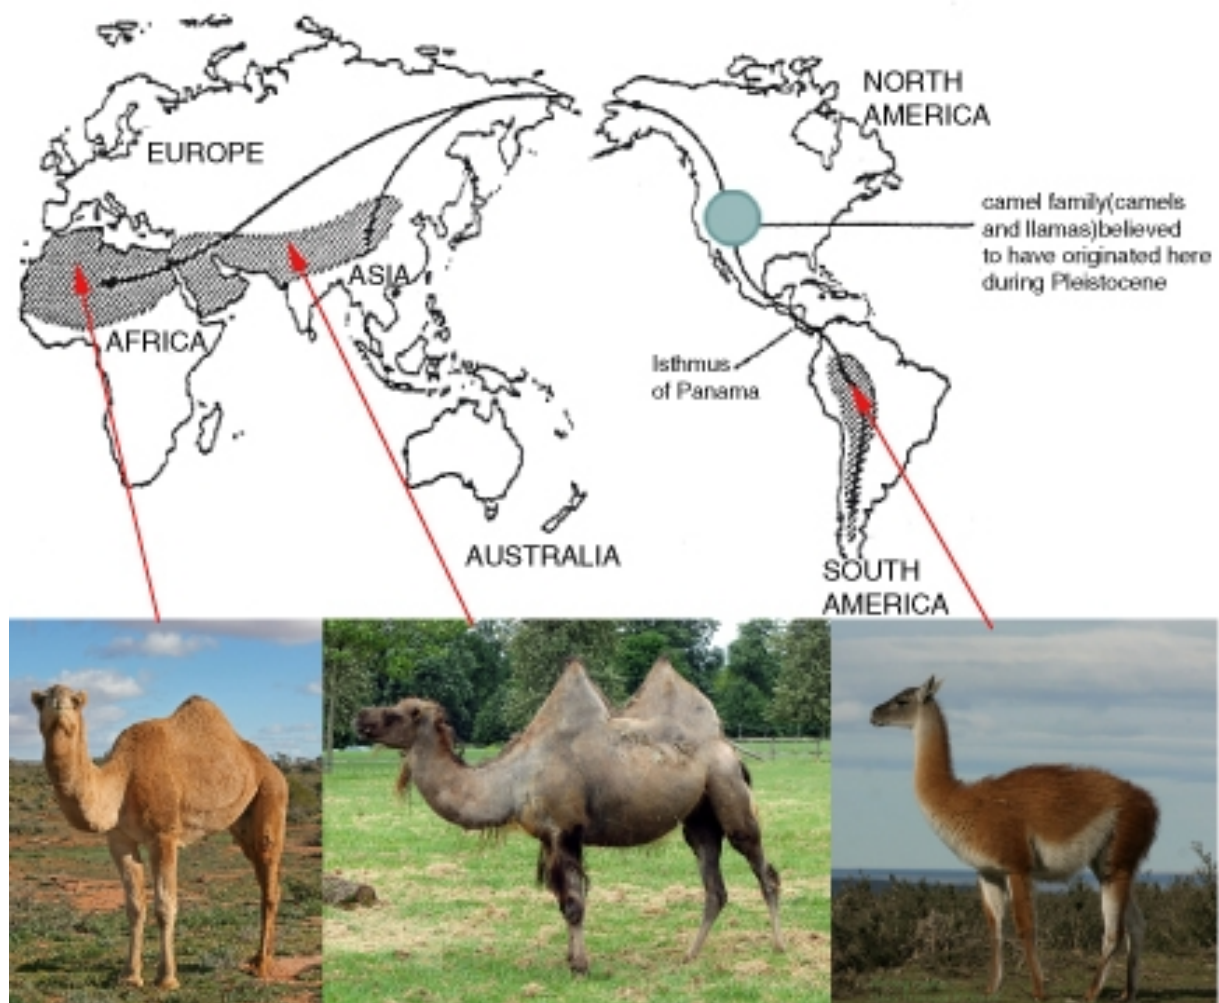 NORTH
AMERICA
EUROPE
camel family(camels
and llamas)believed
to have originated here
during Pleistocene
ASIA
AFRICA
Isthmus
of Panama
AUSTRALIA
SOUTH
AMERICA